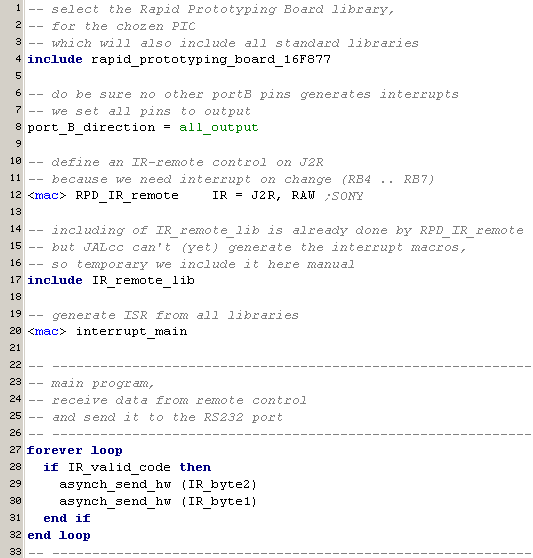 1 -- select the Rapid Prototyping Board library,
2 -- for the chozen PIC
3 -- which will also include all standard libraries
4 include rapid_prototyping_board_16F877
5
6 -- do be sure no other portB pins generates interrupts
7 -- we set all pins to output
8 port_B_direction = all_output
9
10 -- define an IR-remote control on J2R
11 -- because we need interrupt on change (RB4 .. RB7)
12 <mac> RPD_IR_remote    IR = J2R, RAW ;SONY
13
14 -- including of IR_remote_lib is already done by RPD_IR_remote
15 -- but JALcc can't (yet) generate the interrupt macros,
16 -- so temporary we include it here manual
17 include IR_remote_lib
18
19 -- generate ISR from all libraries
20 <mac> interrupt_main
21
22 -- ----------------------------------------------------------
23 -- main program,
24 -- receive data from remote control
25 -- and send it to the RS232 port
26 -- ----------------------------------------------------------
27 forever loop
28   if IR_valid_code then
29     asynch_send_hw (IR_byte2)
30     asynch_send_hw (IR_byte1)
31   end if
32 end loop
33 -- ----------------------------------------------------------